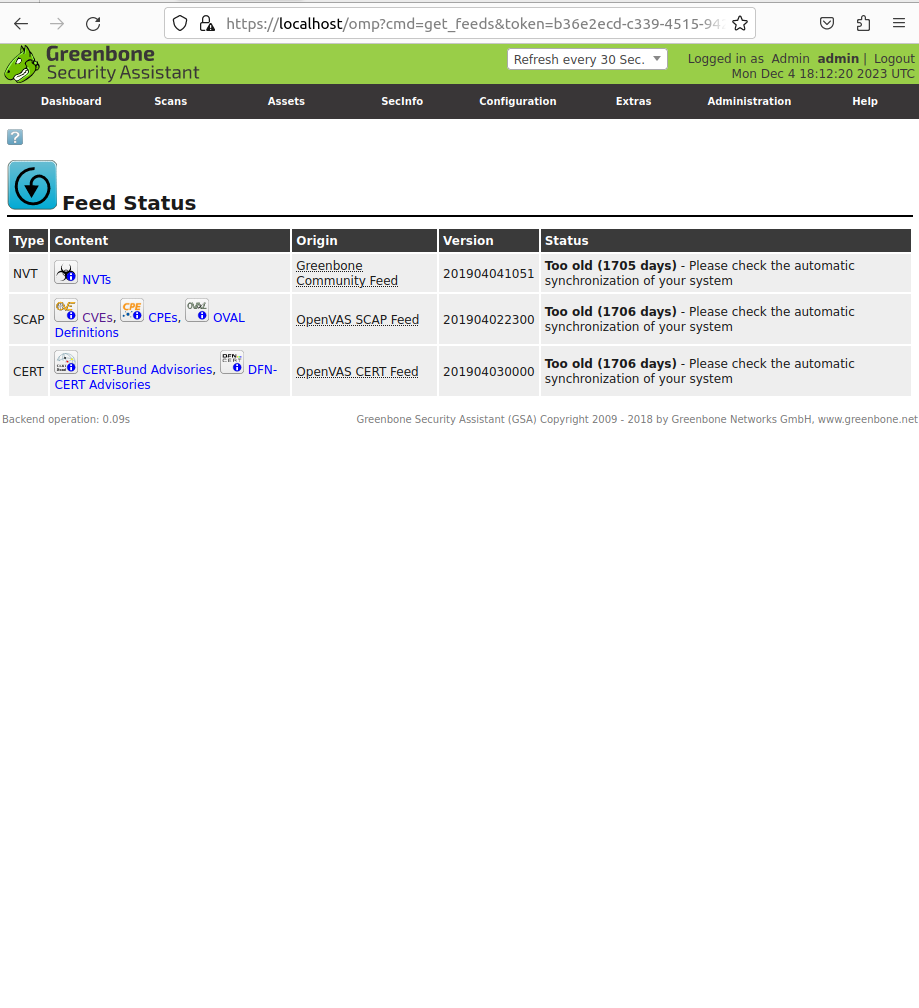 https://localhost/omp?cmd=get_feeds&token=b36e2ecd-c339-4515-942
Greenbone
Security Assistant
Refresh every 30 Sec.
Logged in as Admin admin | Logout
Mon Dec 4 18:12:20 2023 UTC
Dashboard Scans Assets SecInfo Configuration Extras Administration Help
?
Feed Status
Type Content Origin Version Status
NVT NVTs Greenbone Community Feed 201904041051 Too old (1705 days) - Please check the automatic synchronization of your system
SCAP CVEs, CPEs, OVAL Definitions OpenVAS SCAP Feed 201904022300 Too old (1706 days) - Please check the automatic synchronization of your system
CERT CERT-Bund Advisories, DFN-CERT Advisories OpenVAS CERT Feed 201904030000 Too old (1706 days) - Please check the automatic synchronization of your system
Backend operation: 0.09s
Greenbone Security Assistant (GSA) Copyright 2009 - 2018 by Greenbone Networks GmbH, www.greenbone.net